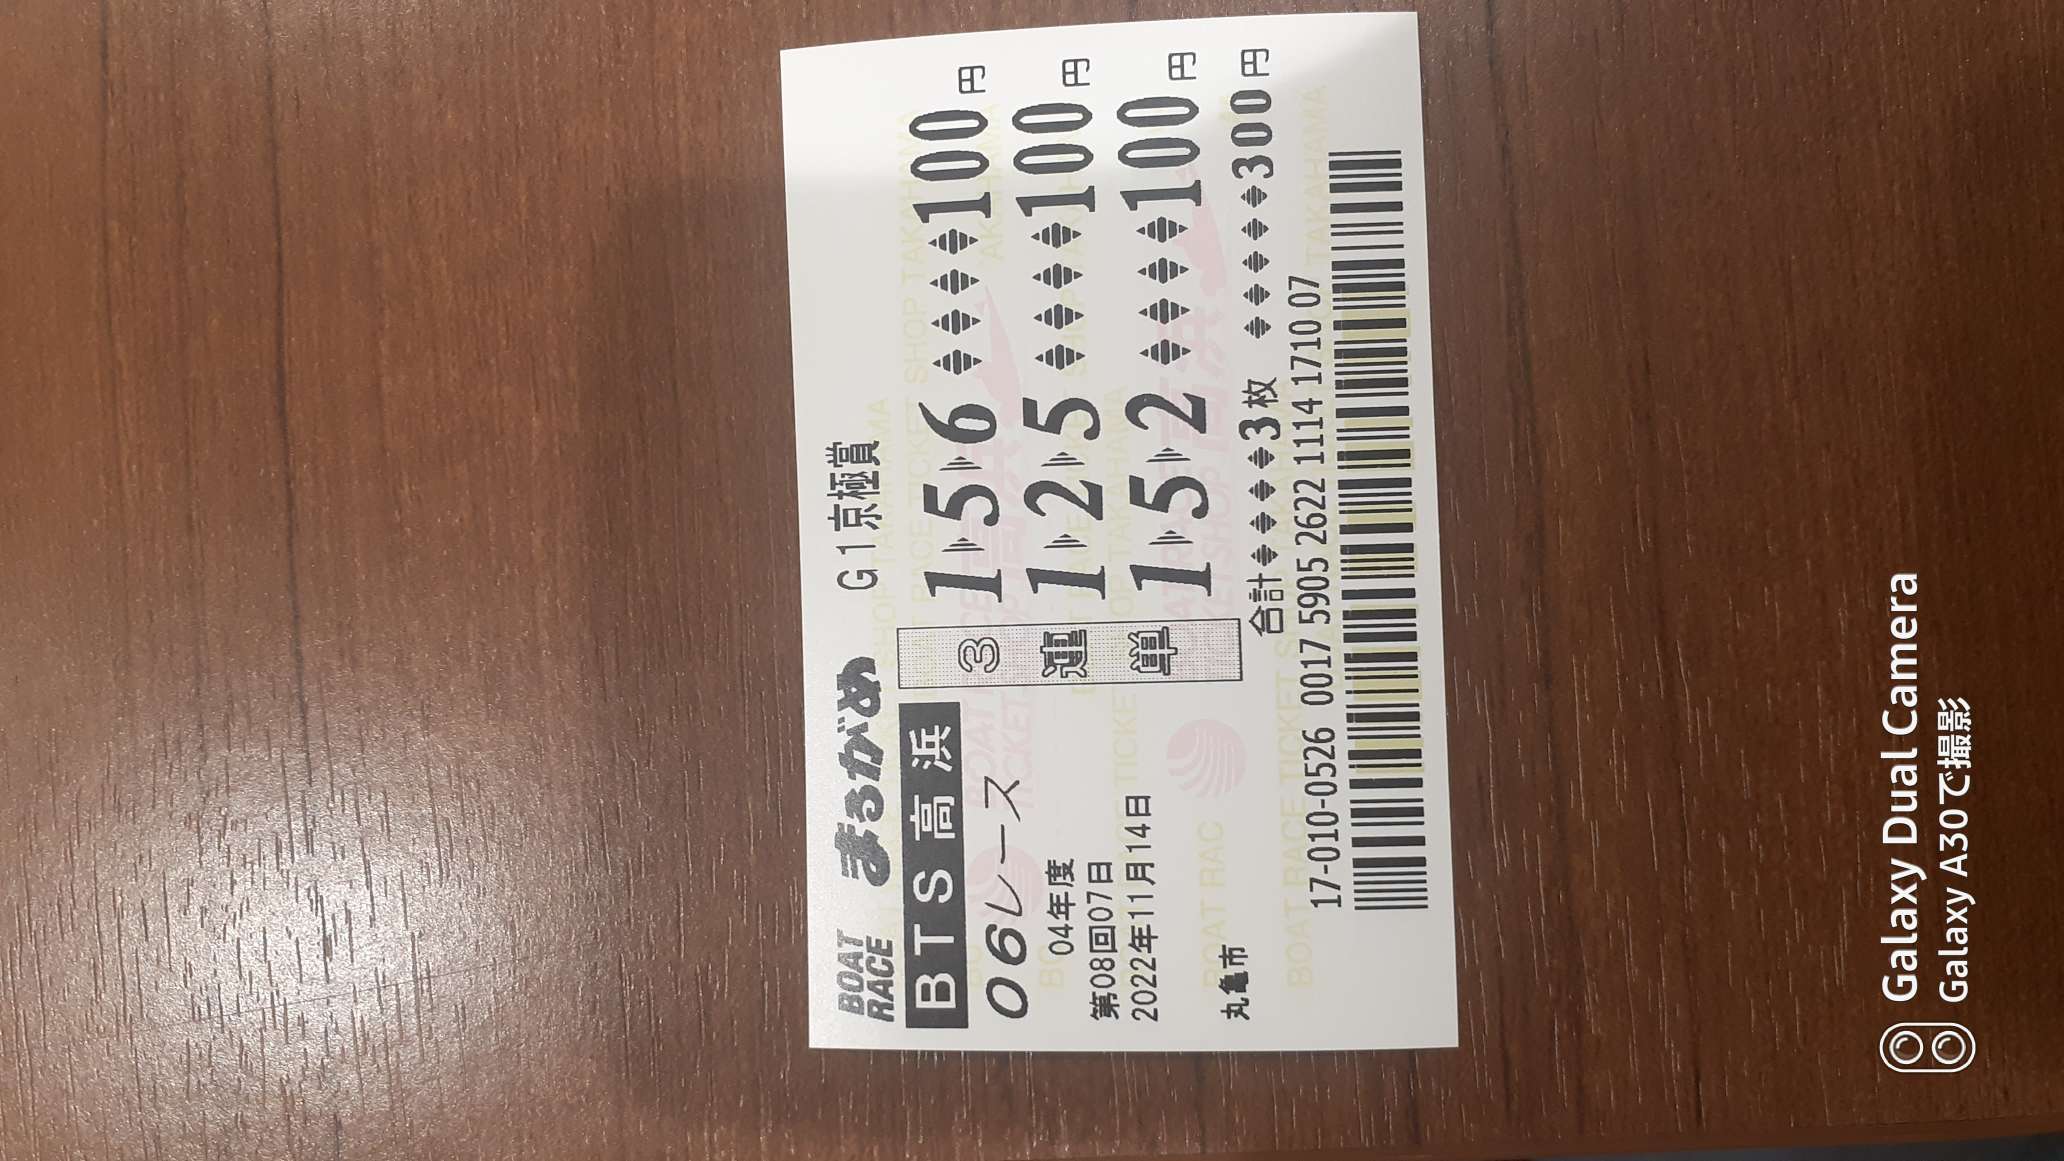 BOAT RACE まるがめ G1京極賞
BTS高浜
06レース
04年度
第08回07日
2022年11月14日
丸亀市
3連単
1▶5▶6 ◆◆◆◆100円
1▶2▶5 ◆◆◆◆100円
1▶5▶2 ◆◆◆◆100円
合計◆◆◆◆3枚 ◆◆◆◆◆300円
17-010-0526 0017 5905 2622 1114 1710 07
Galaxy Dual Camera
Galaxy A30で撮影